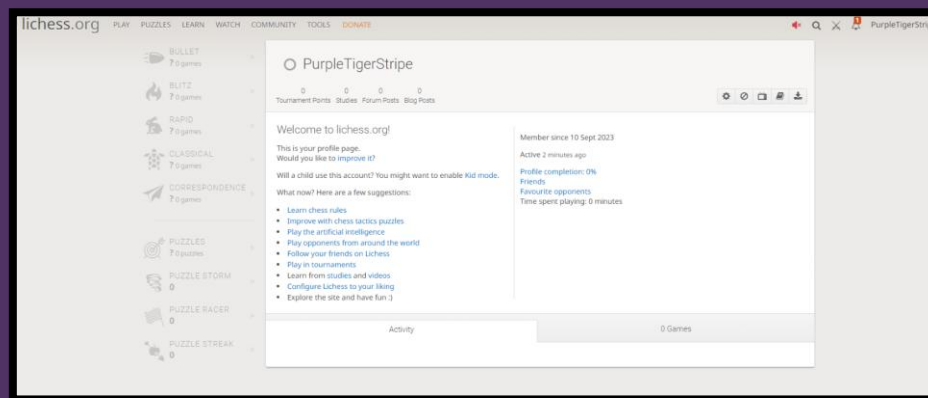 lichess.org PLAY PUZZLES LEARN WATCH COMMUNITY TOOLS DONATE 1
BULLET
? 0 games
BLITZ
? 0 games
RAPID
? 0 games
CLASSICAL
? 0 games
CORRESPONDENCE
? 0 games
PUZZLES
? 0 puzzles
PUZZLE STORM
0
PUZZLE RACER
0
PUZZLE STREAK
0
PurpleTigerStripe
0 0 0 0
Tournament Points Studies Forum Posts Blog Posts
Welcome to lichess.org!
This is your profile page.
Would you like to improve it?
Will a child use this account? You might want to enable Kid mode.
What now? Here are a few suggestions:
• Learn chess rules
• Improve with chess tactics puzzles
• Play the artificial intelligence
• Play opponents from around the world
• Follow your friends on Lichess
• Play in tournaments
• Learn from studies and videos
• Configure Lichess to your liking
• Explore the site and have fun :)
Member since 10 Sept 2023
Active 2 minutes ago
Profile completion: 0%
Friends
Favourite opponents
Time spent playing: 0 minutes
Activity 0 Games